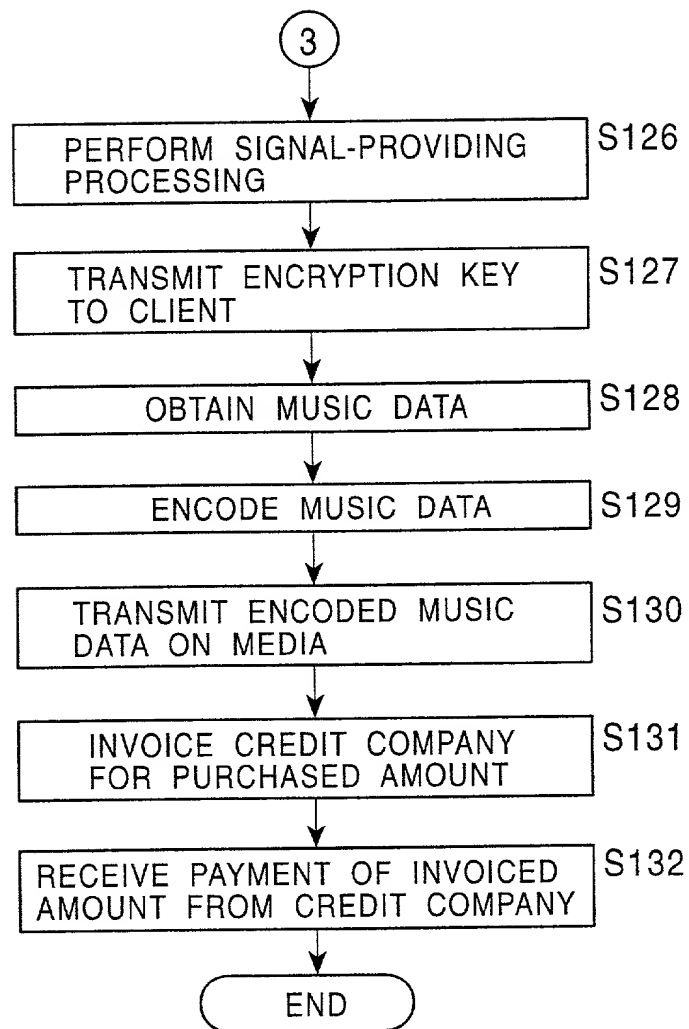 3
PERFORM SIGNAL-PROVIDING
PROCESSING
S126
TRANSMIT ENCRYPTION KEY
TO CLIENT
S127
OBTAIN MUSIC DATA
S128
ENCODE MUSIC DATA
S129
TRANSMIT ENCODED MUSIC
DATA ON MEDIA
S130
INVOICE CREDIT COMPANY
FOR PURCHASED AMOUNT
S131
RECEIVE PAYMENT OF INVOICED
AMOUNT FROM CREDIT COMPANY
S132
END